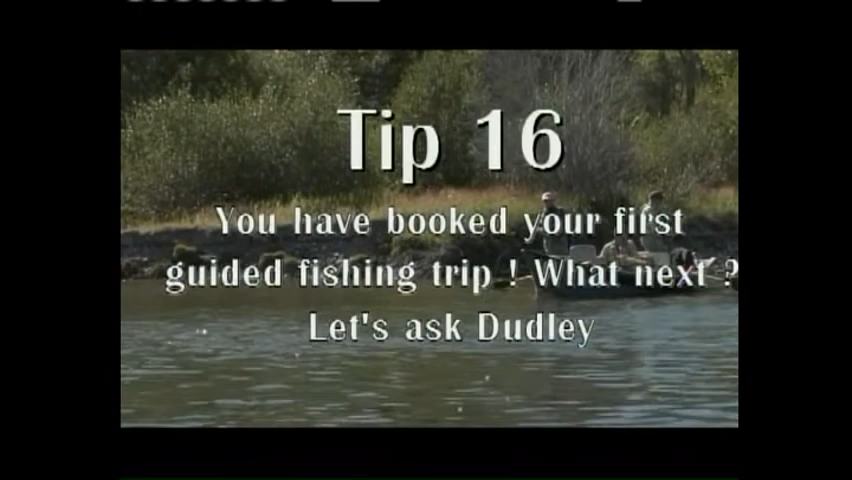 Tip 16
You have booked your first
guided fishing trip ! What next ?
Let's ask Dudley